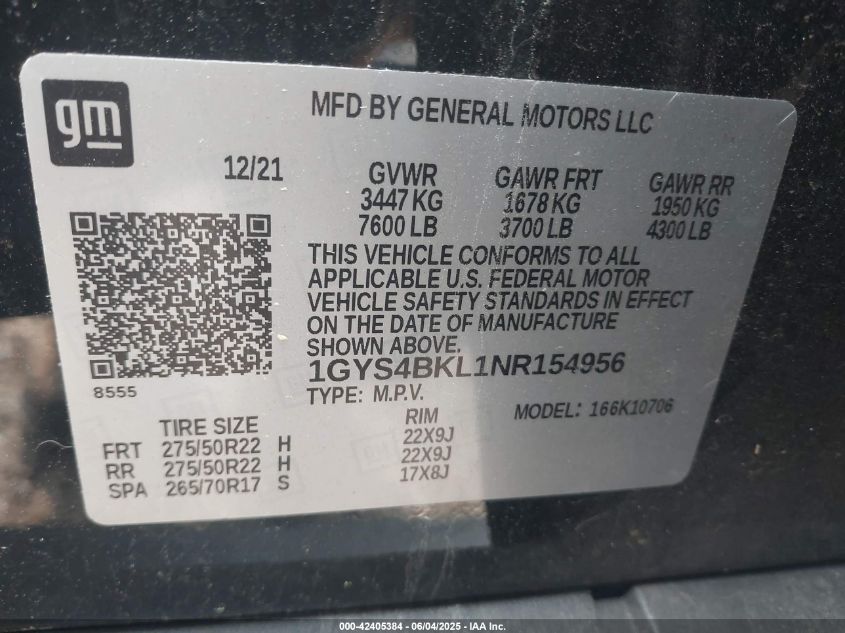 gm
MFD BY GENERAL MOTORS LLC
12/21
GVWR GAWR FRT GAWR RR
3447 KG 1678 KG 1950 KG
7600 LB 3700 LB 4300 LB
THIS VEHICLE CONFORMS TO ALL
APPLICABLE U.S. FEDERAL MOTOR
VEHICLE SAFETY STANDARDS IN EFFECT
ON THE DATE OF MANUFACTURE
SHOWN ABOVE.
1GYS4BKL1NR154956
8555
TYPE: M.P.V.
MODEL: 166K10706
TIRE SIZE RIM
FRT 275/50R22 H 22X9J
RR 275/50R22 H 22X9J
SPA 265/70R17 S 17X8J
000-42405384 - 06/04/2025 - IAA Inc.